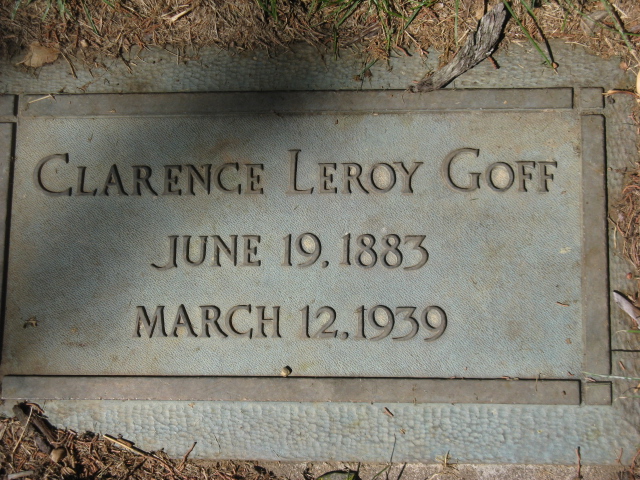 CLARENCE LEROY GOFF
JUNE 19, 1883
MARCH 12, 1939